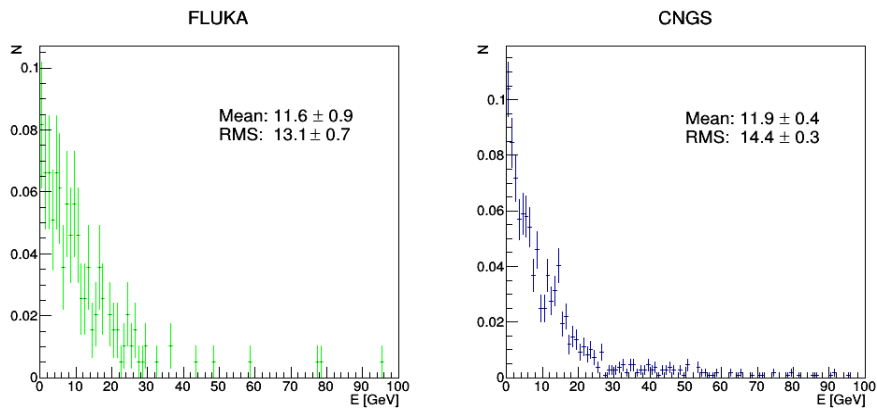 FLUKA
N
0.1
0.08
0.06
0.04
0.02
0
Mean: 11.6 ± 0.9
RMS: 13.1 ± 0.7
0 10 20 30 40 50 60 70 80 90 100
E [GeV]
CNGS
N
0.1
0.08
0.06
0.04
0.02
0
Mean: 11.9 ± 0.4
RMS: 14.4 ± 0.3
0 10 20 30 40 50 60 70 80 90 100
E [GeV]